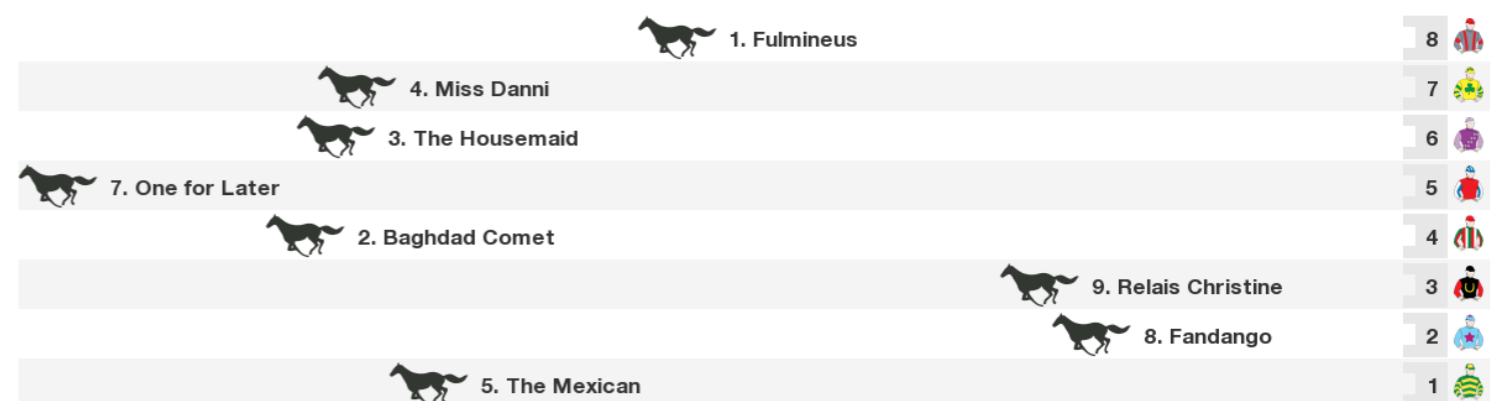 1. Fulmineus 8
4. Miss Danni 7
3. The Housemaid 6
7. One for Later 5
2. Baghdad Comet 4
9. Relais Christine 3
8. Fandango 2
5. The Mexican 1